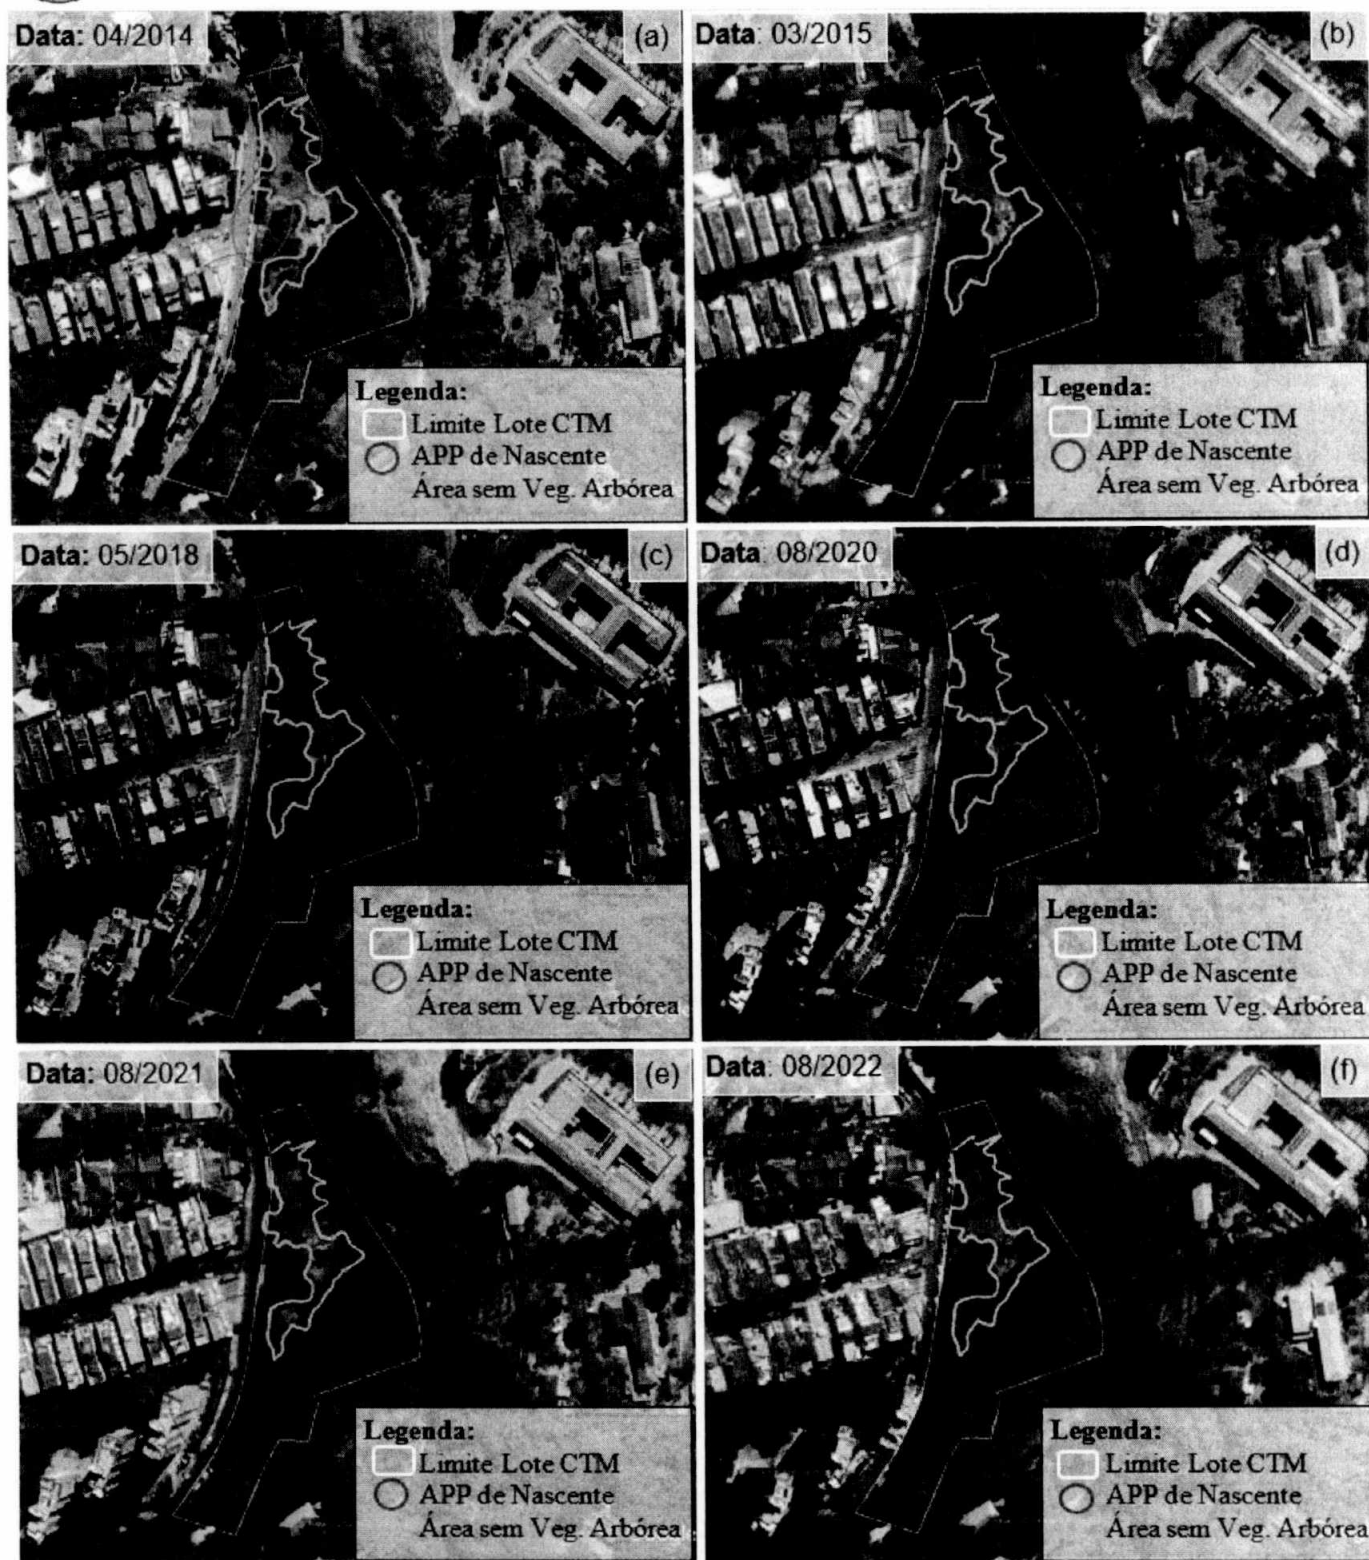 Data: 04/2014
(a)
Legenda:
Limite Lote CTM
APP de Nascente
Área sem Veg. Arbórea
Data: 03/2015
(b)
Legenda:
Limite Lote CTM
APP de Nascente
Área sem Veg. Arbórea
Data: 05/2018
(c)
Legenda:
Limite Lote CTM
APP de Nascente
Área sem Veg. Arbórea
Data: 08/2020
(d)
Legenda:
Limite Lote CTM
APP de Nascente
Área sem Veg. Arbórea
Data: 08/2021
(e)
Legenda:
Limite Lote CTM
APP de Nascente
Área sem Veg. Arbórea
Data: 08/2022
(f)
Legenda:
Limite Lote CTM
APP de Nascente
Área sem Veg. Arbórea